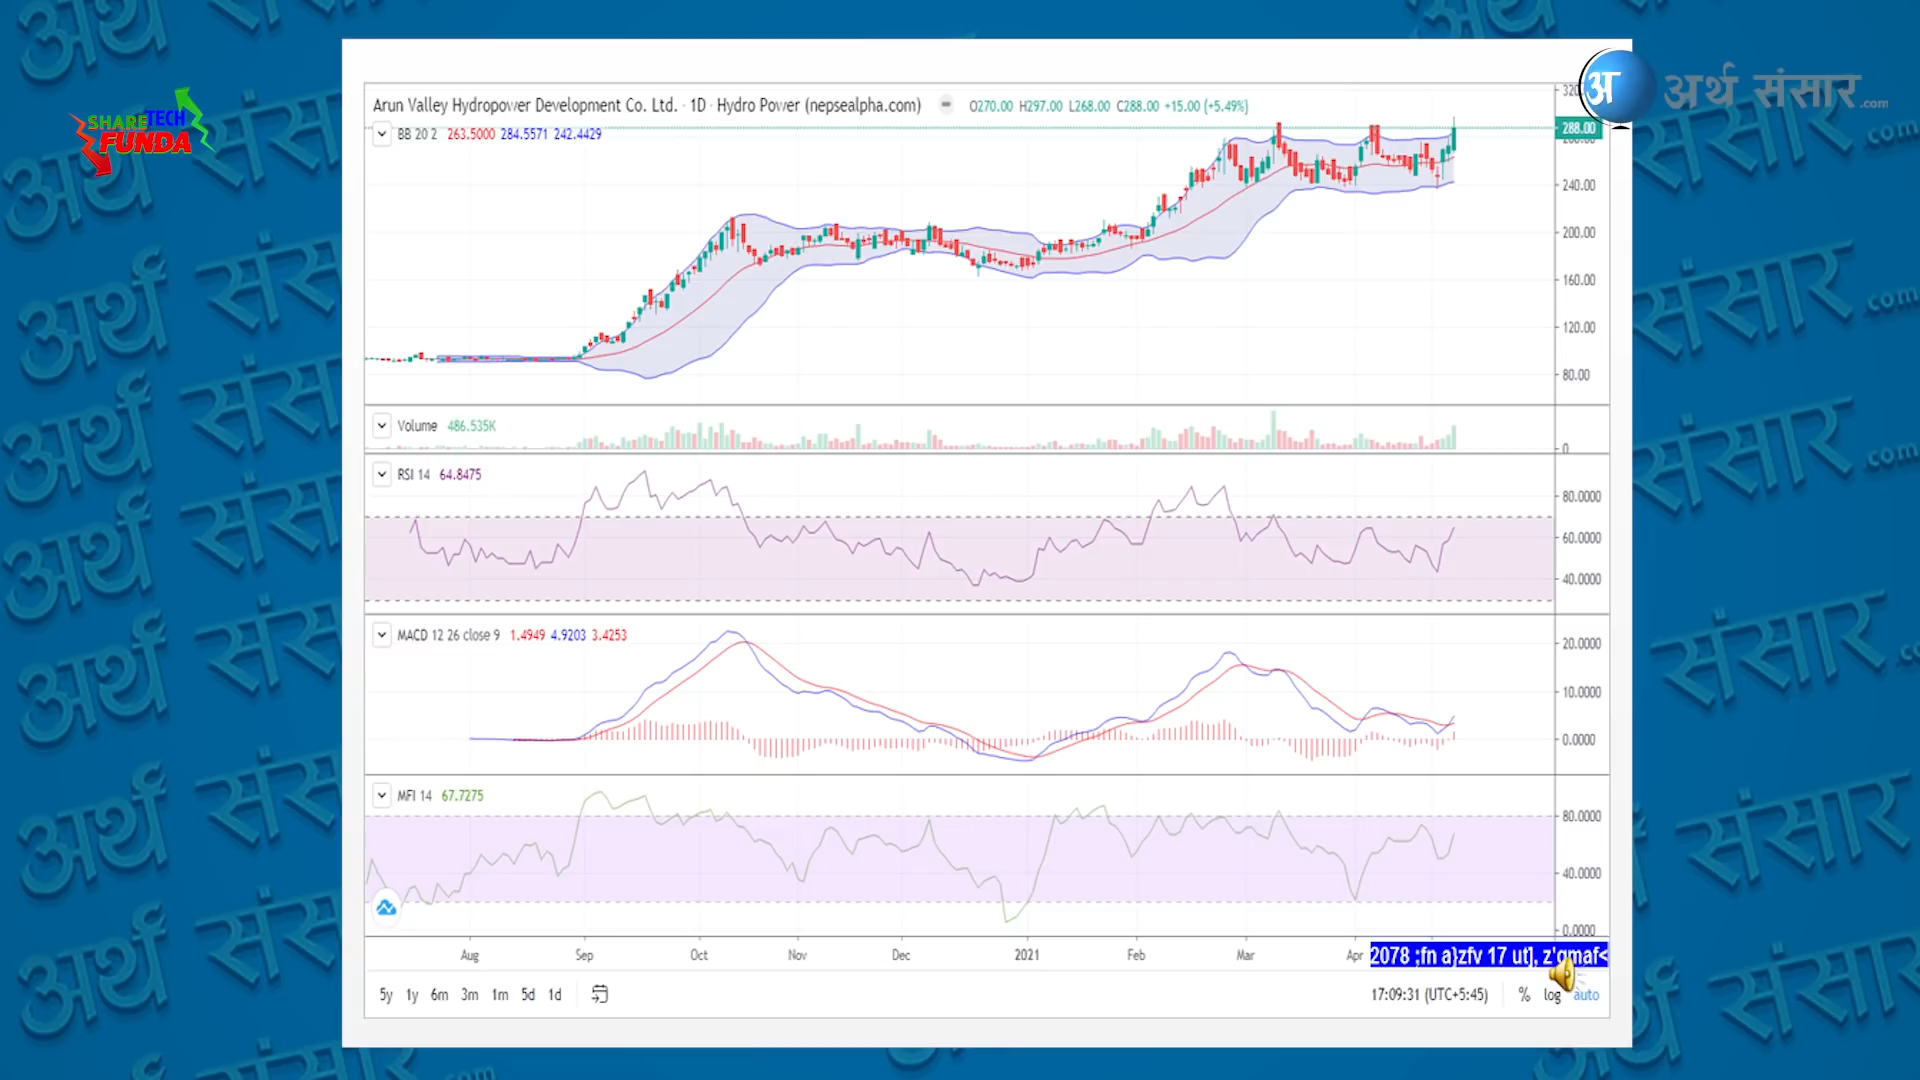 SHARE TECH
FUNDA
अ अर्थ संसार.com
Arun Valley Hydropower Development Co. Ltd. · 1D · Hydro Power (nepsealpha.com) O270.00 H297.00 L268.00 C288.00 +15.00 (+5.49%)
BB 20 2 263.5000 284.5571 242.4429
288.00
240.00
200.00
160.00
120.00
80.00
Volume 486.535K
0
RSI 14 64.8475
80.0000
60.0000
40.0000
MACD 12 26 close 9 1.4949 4.9203 3.4253
20.0000
10.0000
0.0000
MFI 14 67.7275
80.0000
40.0000
0.0000
Aug Sep Oct Nov Dec 2021 Feb Mar Apr
2078 ;fn a}zfv 17 ut], z'qmaf<
5y 1y 6m 3m 1m 5d 1d
17:09:31 (UTC+5:45) % log auto